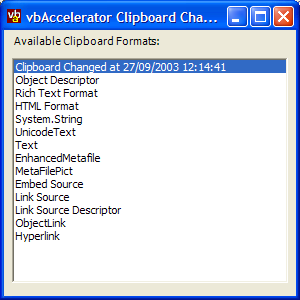 vbAccelerator Clipboard Cha...
Available Clipboard Formats:
Clipboard Changed at 27/09/2003 12:14:41
Object Descriptor
Rich Text Format
HTML Format
System.String
UnicodeText
Text
EnhancedMetafile
MetaFilePict
Embed Source
Link Source
Link Source Descriptor
ObjectLink
Hyperlink